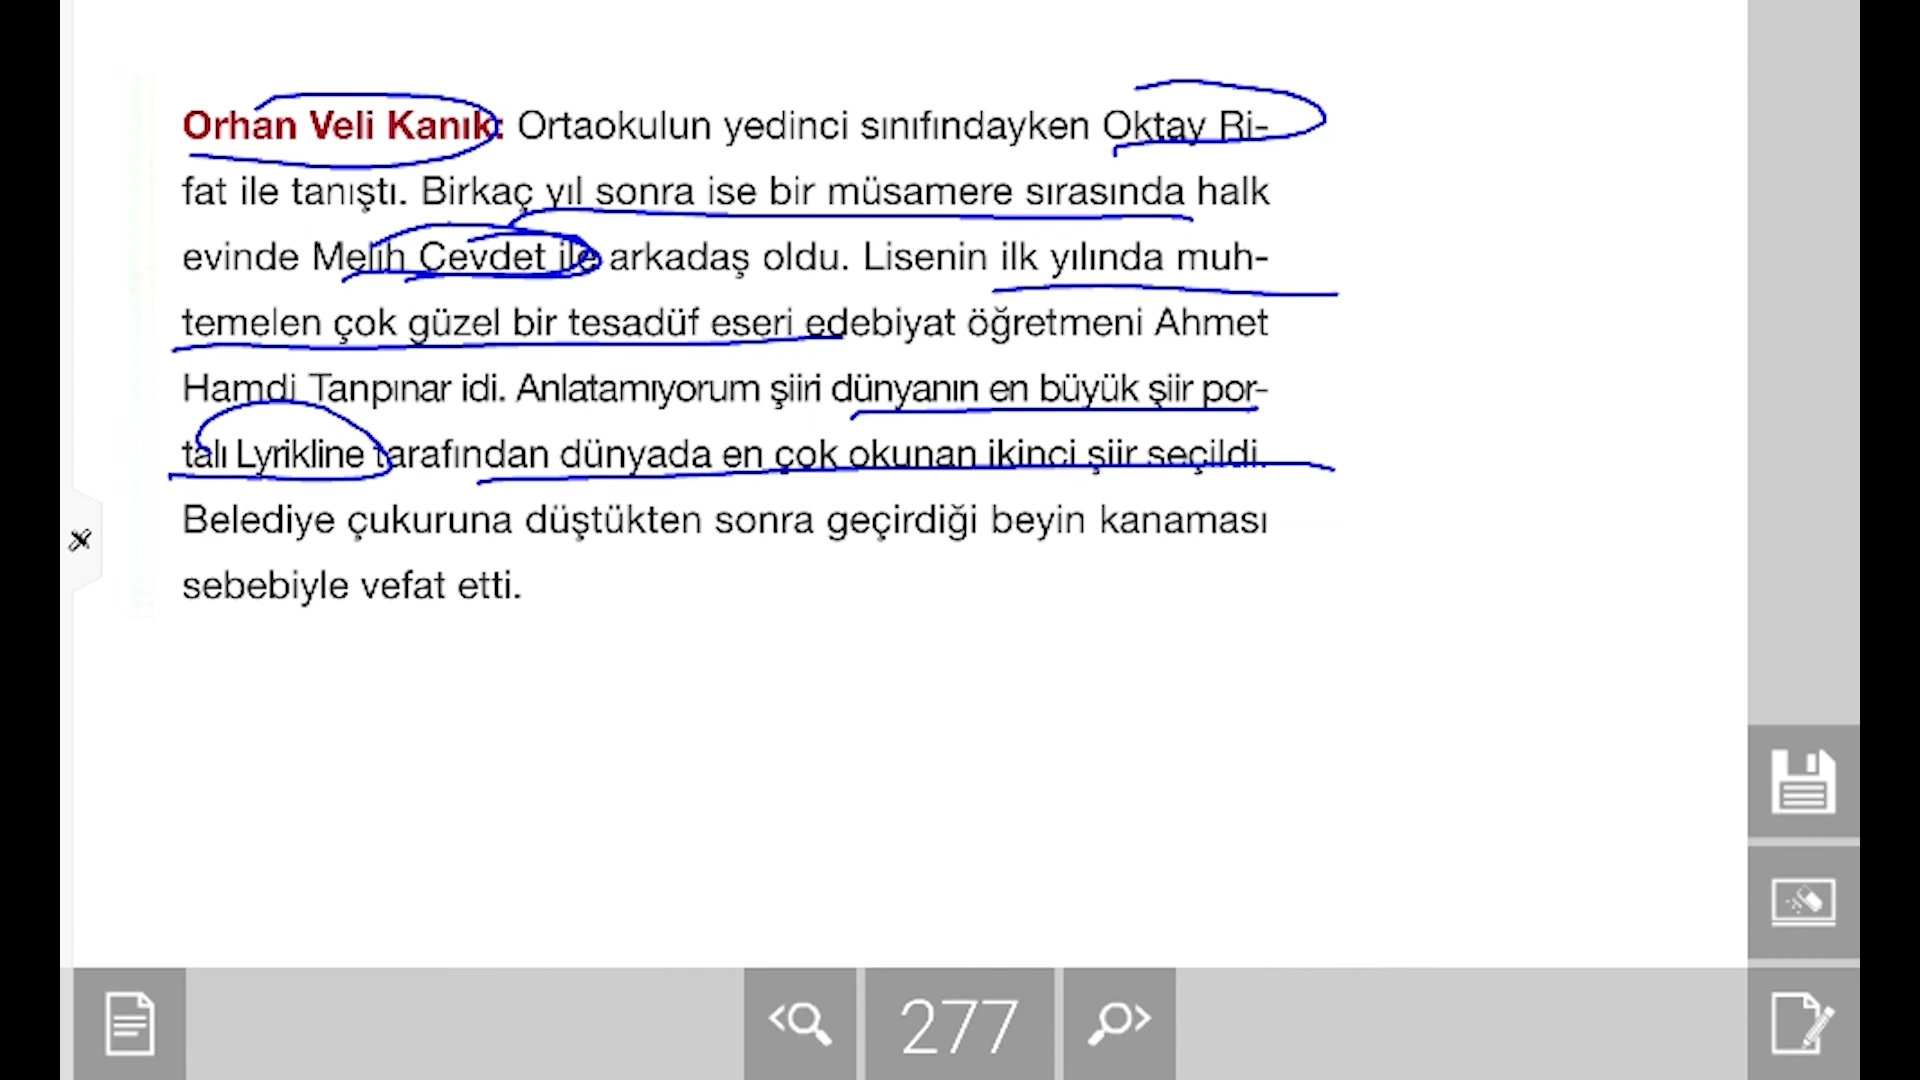 Orhan Veli Kanık: Ortaokulun yedinci sınıfındayken Oktay Ri-
fat ile tanıştı. Birkaç yıl sonra ise bir müsamere sırasında halk
evinde Melih Cevdet ile arkadaş oldu. Lisenin ilk yılında muh-
temelen çok güzel bir tesadüf eseri edebiyat öğretmeni Ahmet
Hamdi Tanpınar idi. Anlatamıyorum şiiri dünyanın en büyük şiir por-
talı Lyrikline tarafından dünyada en çok okunan ikinci şiir seçildi.
Belediye çukuruna düştükten sonra geçirdiği beyin kanaması
sebebiyle vefat etti.
277